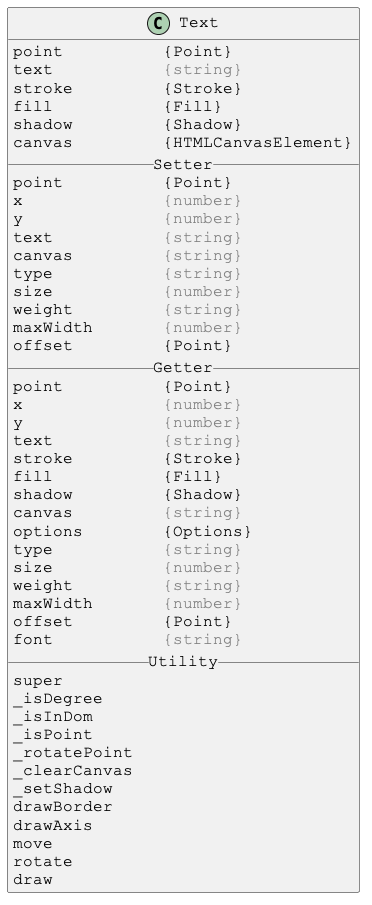 C Text
point {Point}
text {string}
stroke {Stroke}
fill {Fill}
shadow {Shadow}
canvas {HTMLCanvasElement}
Setter
point {Point}
x {number}
y {number}
text {string}
canvas {string}
type {string}
size {number}
weight {string}
maxWidth {number}
offset {Point}
Getter
point {Point}
x {number}
y {number}
text {string}
stroke {Stroke}
fill {Fill}
shadow {Shadow}
canvas {string}
options {Options}
type {string}
size {number}
weight {string}
maxWidth {number}
offset {Point}
font {string}
Utility
super
_isDegree
_isInDom
_isPoint
_rotatePoint
_clearCanvas
_setShadow
drawBorder
drawAxis
move
rotate
draw